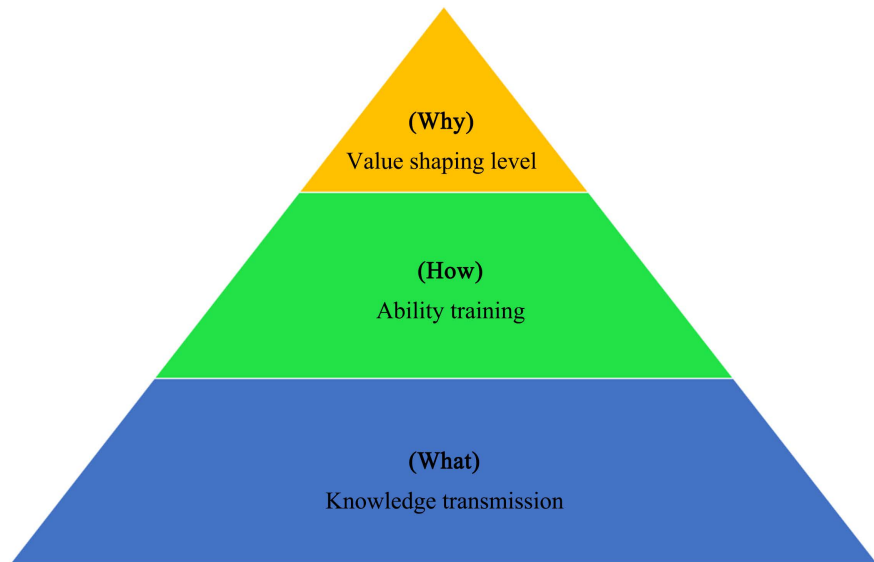 (Why)
Value shaping level
(How)
Ability training
(What)
Knowledge transmission